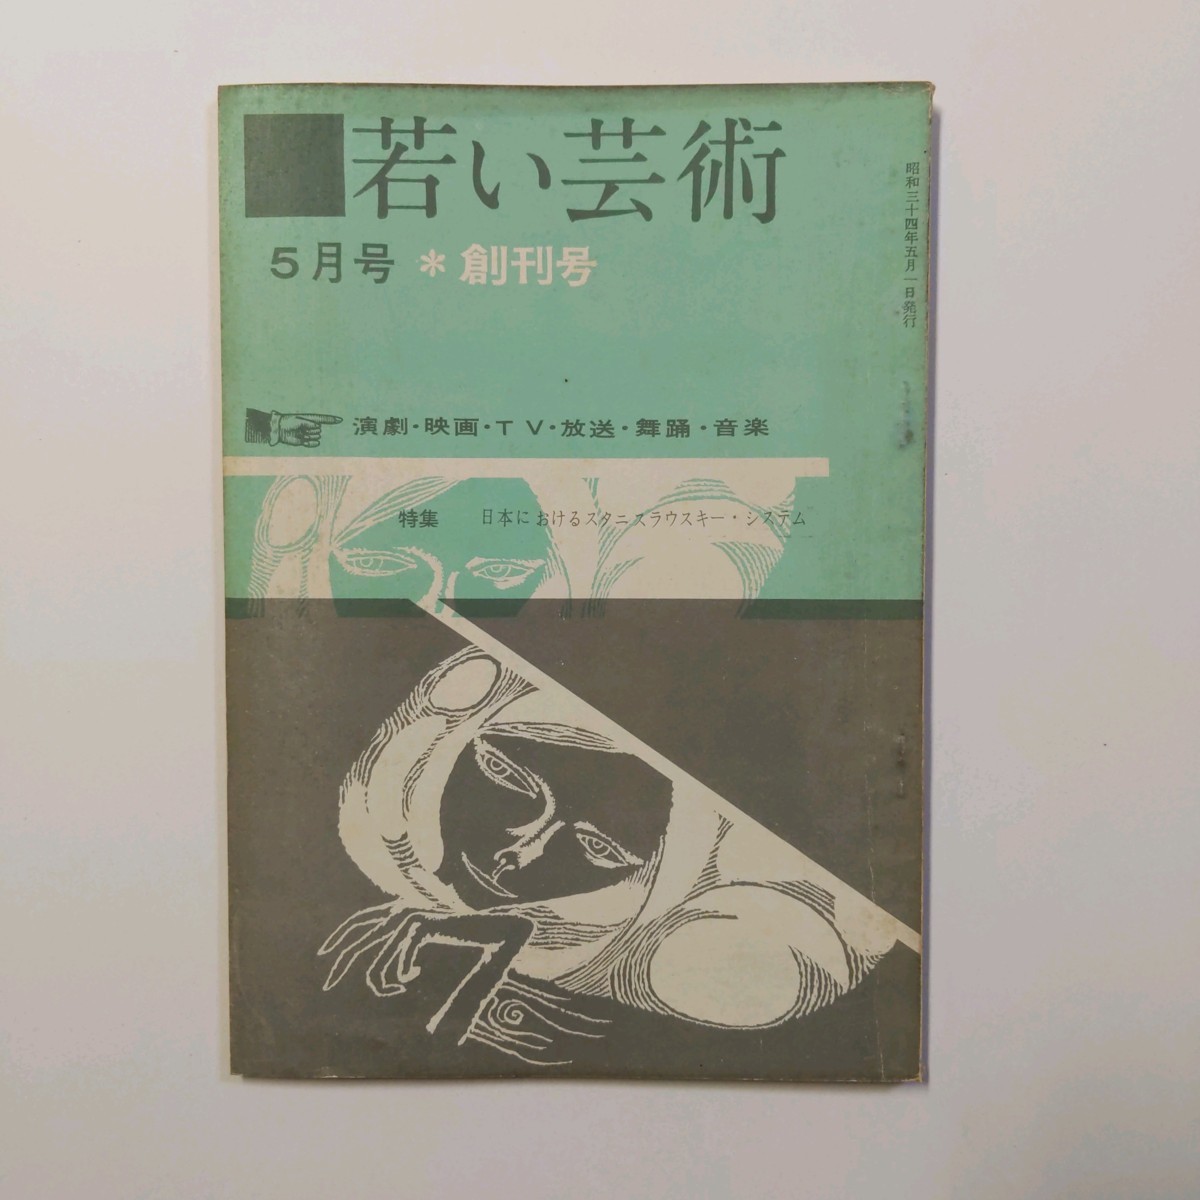 若い芸術
5月号 * 創刊号
昭和三十四年五月一日発行
演劇・映画・TV・放送・舞踊・音楽
特集 日本におけるスタニスラウスキー・システム